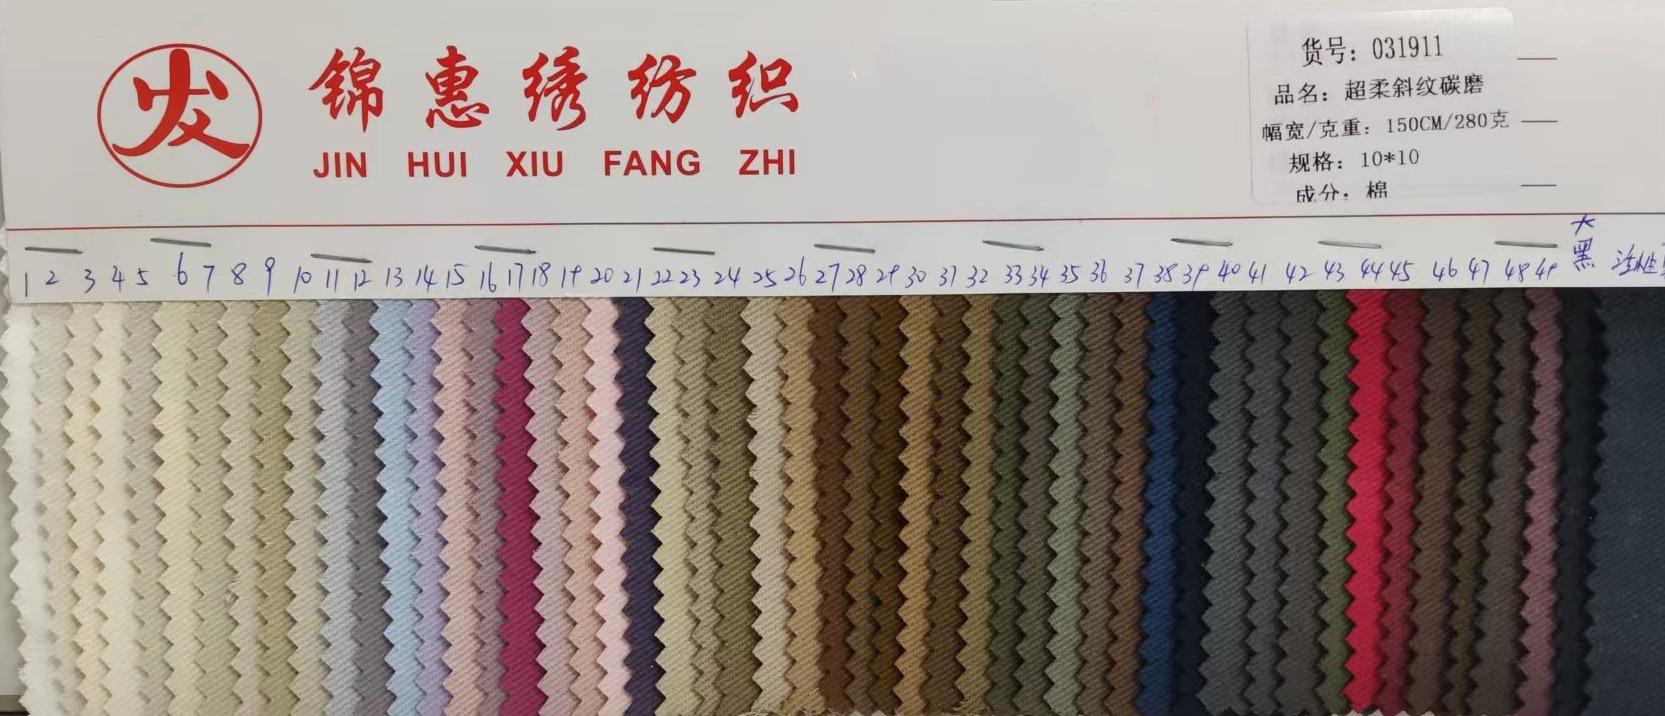 锦惠绣纺织
JIN HUI XIU FANG ZHI
货号：031911
品名：超柔斜纹碳磨
幅宽/克重：150CM/280克
规格：10*10
成分：棉
1 2 3 4 5 6 7 8 9 10 11 12 13 14 15 16 17 18 19 20 21 22 23 24 25 26 27 28 29 30 31 32 33 34 35 36 37 38 39 40 41 42 43 44 45 46 47 48 49 大黑 活性